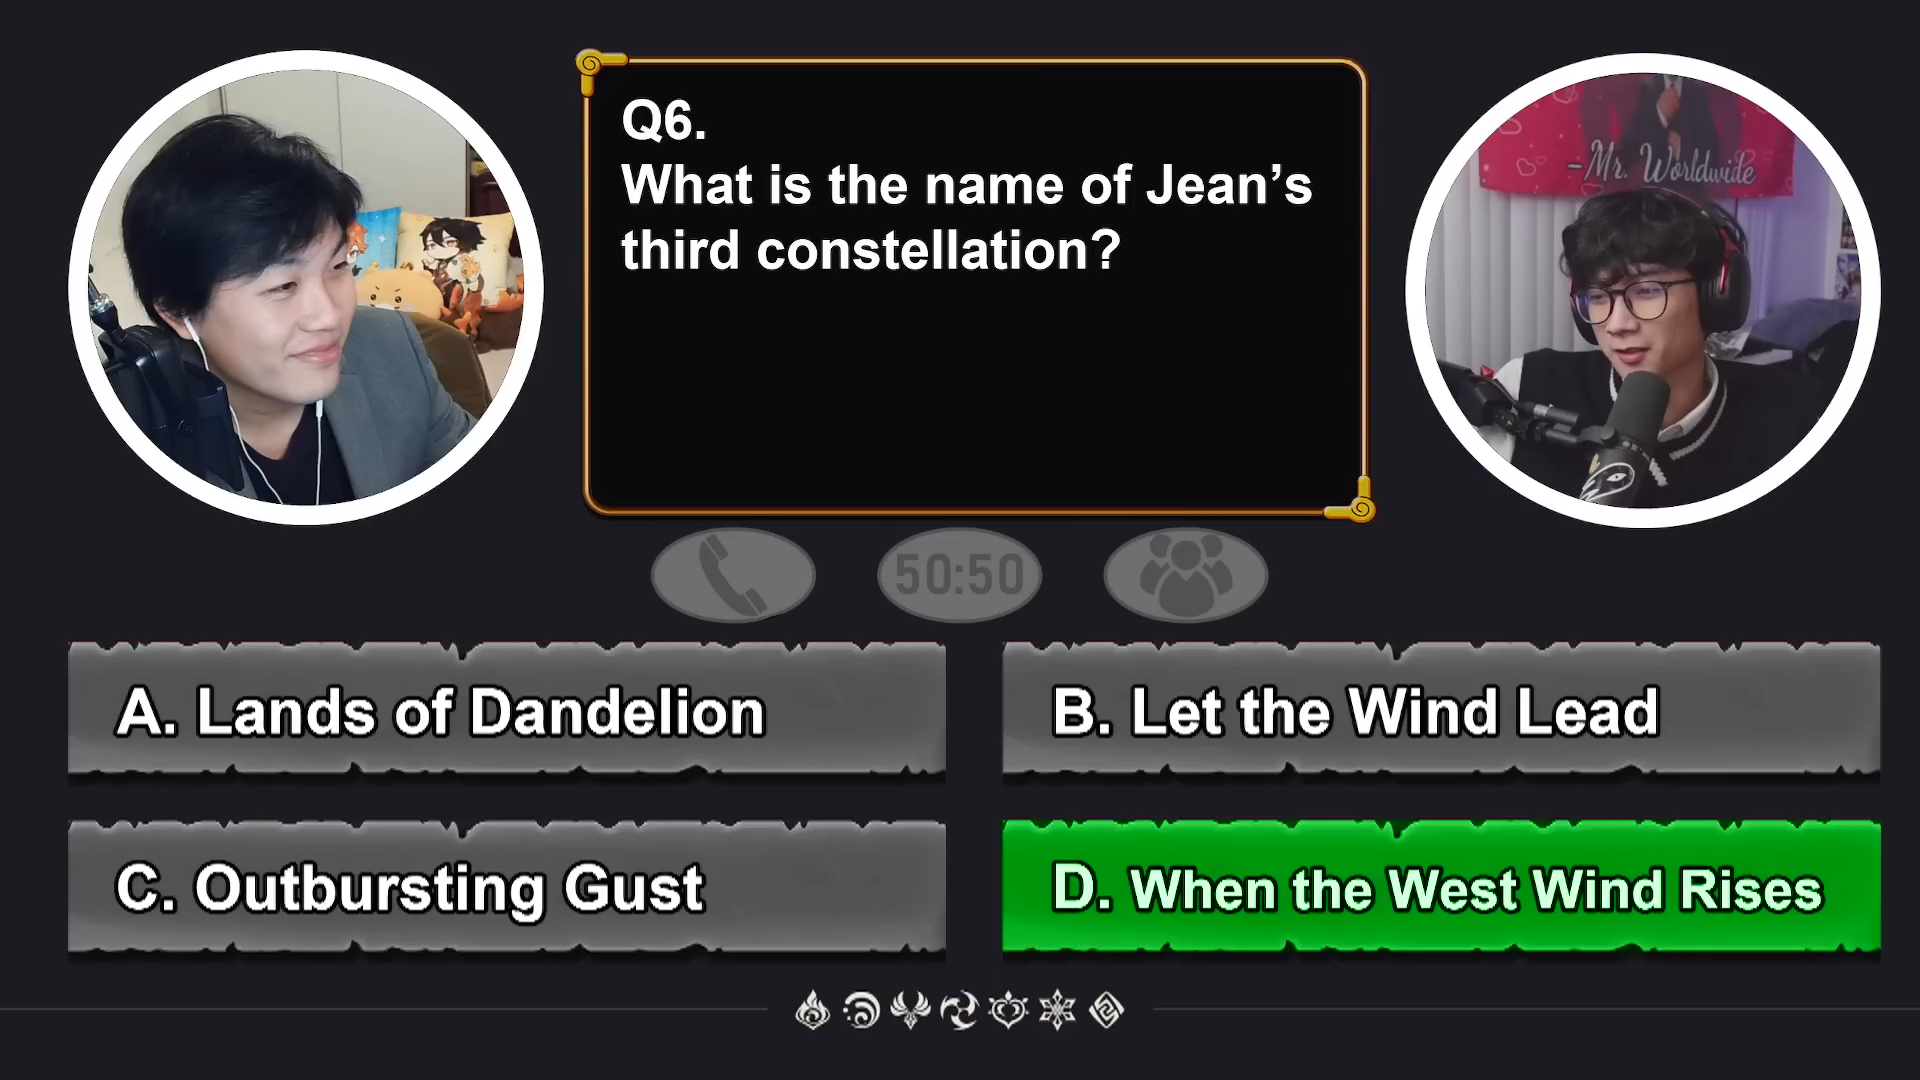 -Mr. Worldwide
Q6.
What is the name of Jean’s
third constellation?
50:50
A. Lands of Dandelion
B. Let the Wind Lead
C. Outbursting Gust
D. When the West Wind Rises